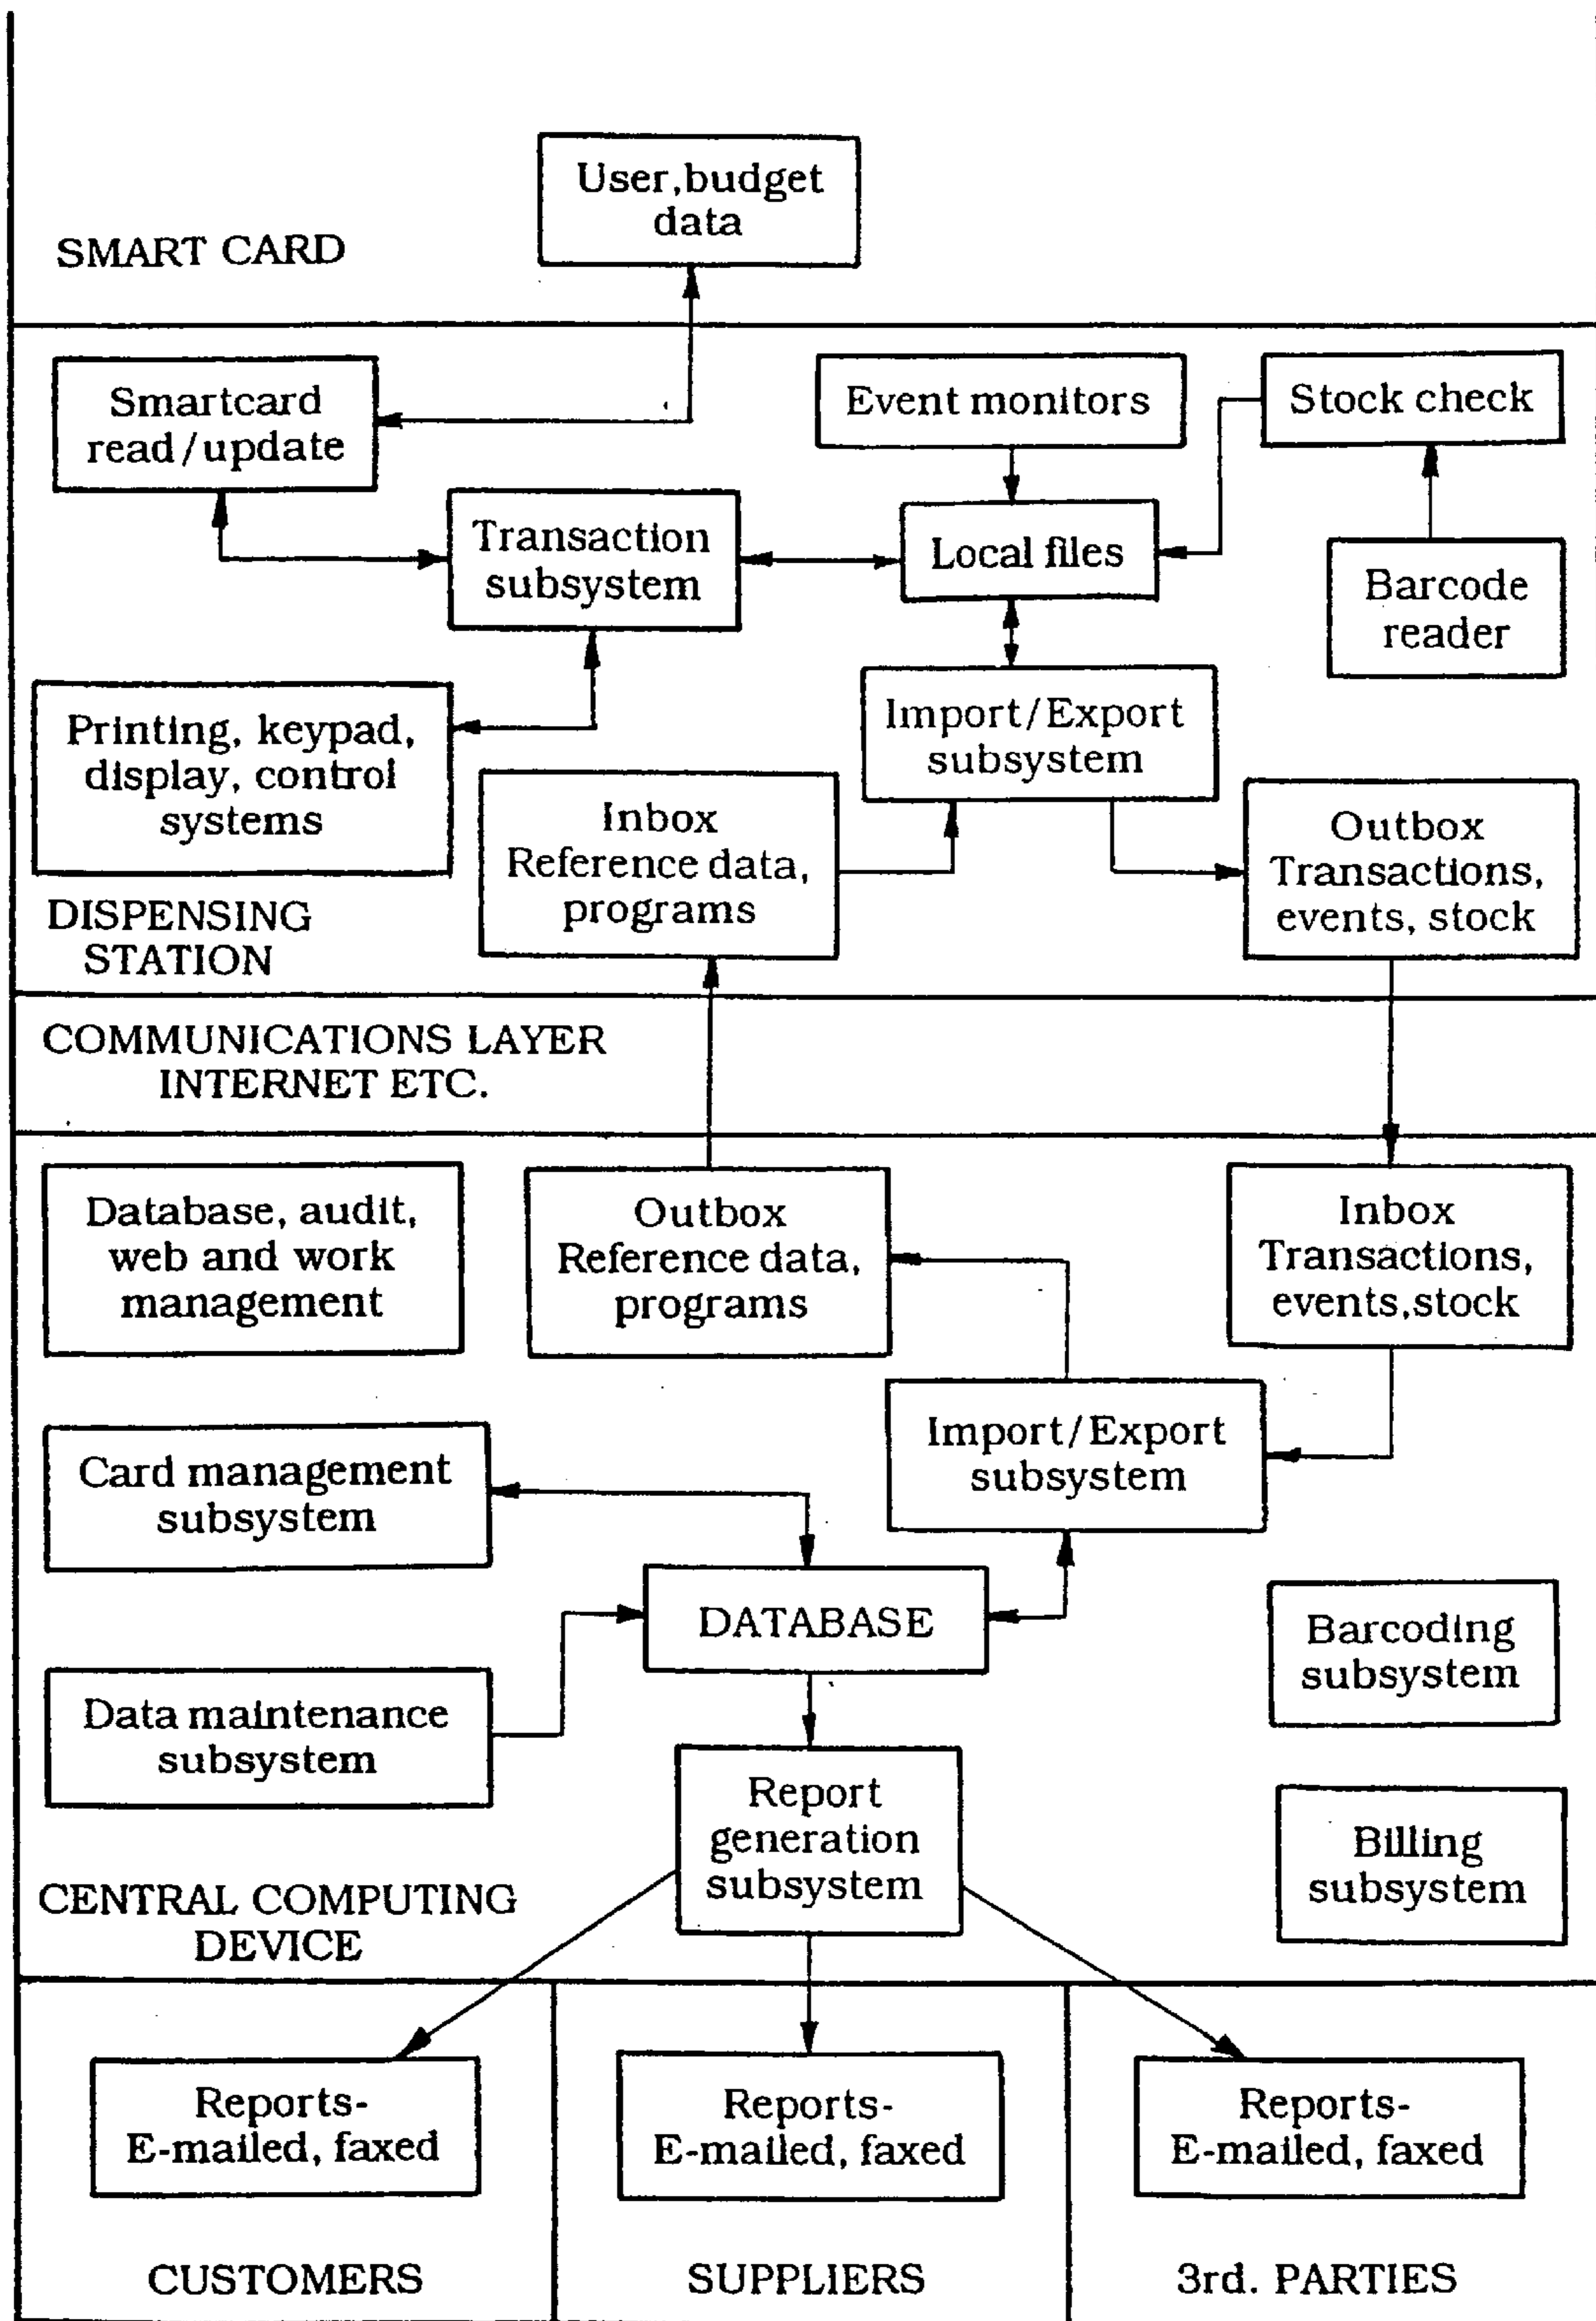 User,budget
data
SMART CARD
Smartcard
read/update
Event monitors
Stock check
Transaction
subsystem
Local files
Barcode
reader
Printing, keypad,
display, control
systems
Import/Export
subsystem
Inbox
Reference data,
programs
Outbox
Transactions,
events, stock
DISPENSING
STATION
COMMUNICATIONS LAYER
INTERNET ETC.
Database, audit,
web and work
management
Outbox
Reference data,
programs
Inbox
Transactions,
events,stock
Card management
subsystem
Import/Export
subsystem
DATABASE
Barcoding
subsystem
Data maintenance
subsystem
Report
generation
subsystem
Billing
subsystem
CENTRAL COMPUTING
DEVICE
Reports-
E-mailed, faxed
Reports-
E-mailed, faxed
Reports-
E-mailed, faxed
CUSTOMERS
SUPPLIERS
3rd. PARTIES